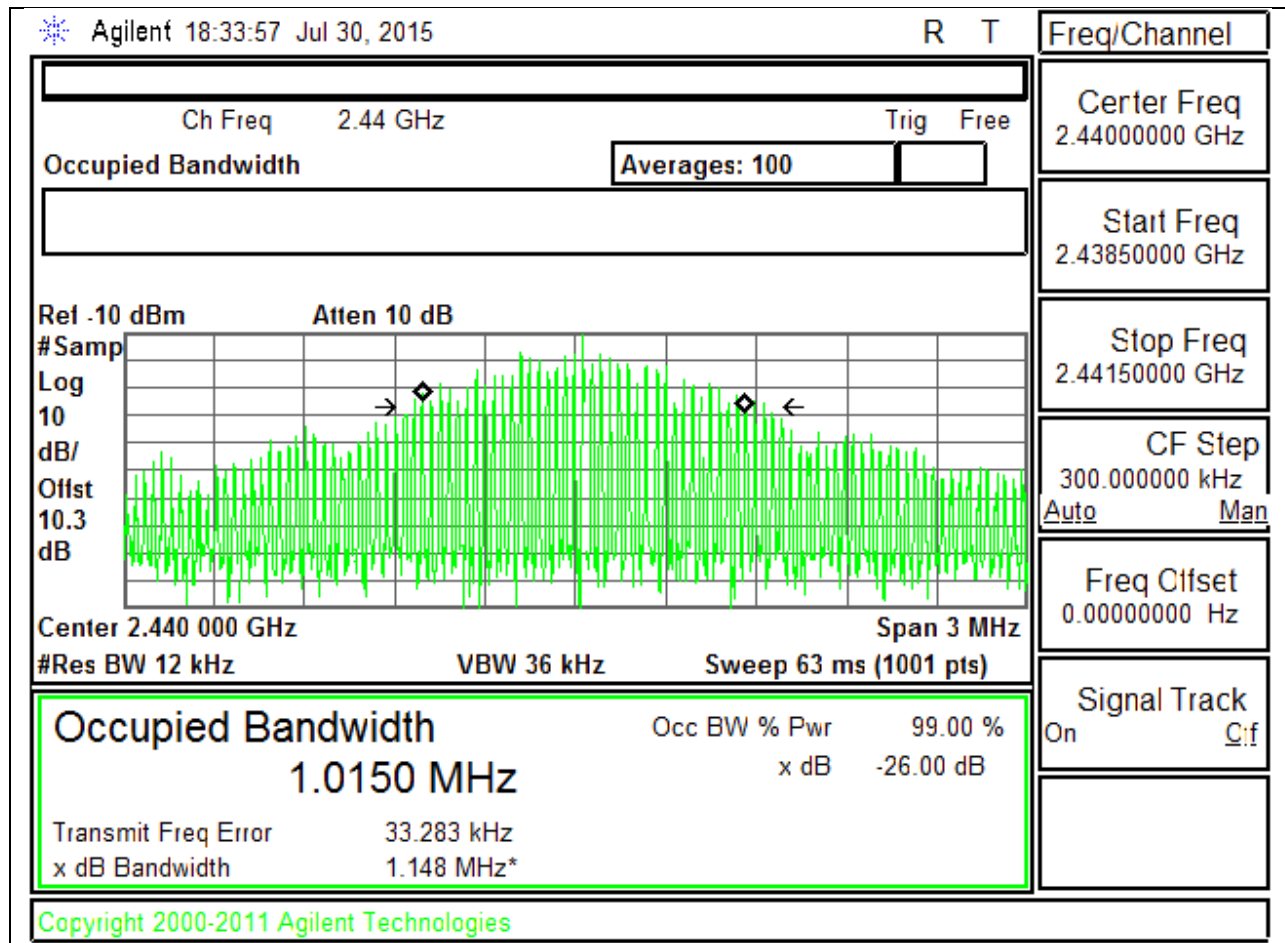 Agilent 18:33:57 Jul 30, 2015 R T
Freq/Channel
Ch Freq 2.44 GHz Trig Free
Occupied Bandwidth Averages: 100
Center Freq
2.44000000 GHz
Start Freq
2.43850000 GHz
Stop Freq
2.44150000 GHz
CF Step
300.000000 kHz
Auto Man
Freq Offset
0.00000000 Hz
Signal Track
On Off
Ref -10 dBm Atten 10 dB
#Samp
Log
10
dB/
Offst
10.3
dB
Center 2.440 000 GHz Span 3 MHz
#Res BW 12 kHz VBW 36 kHz Sweep 63 ms (1001 pts)
Occupied Bandwidth Occ BW % Pwr 99.00 %
1.0150 MHz x dB -26.00 dB
Transmit Freq Error 33.283 kHz
x dB Bandwidth 1.148 MHz*
Copyright 2000-2011 Agilent Technologies